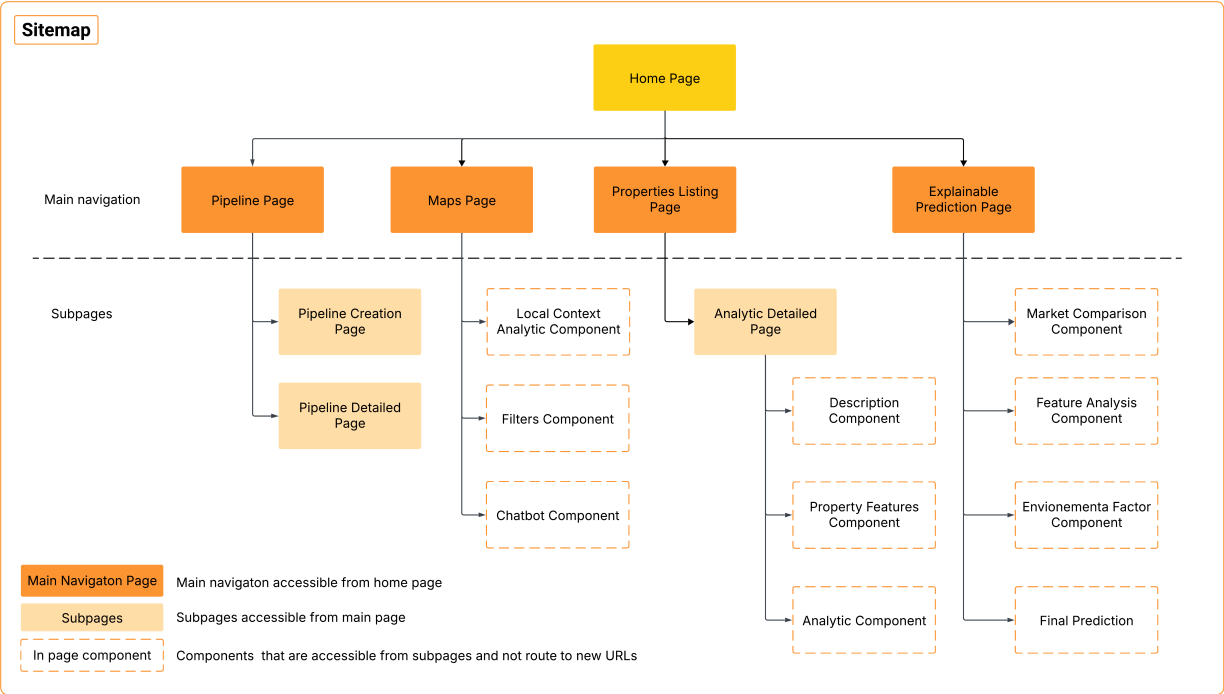 Sitemap
Home Page
Main navigation
Pipeline Page
Maps Page
Properties Listing
Page
Explainable
Prediction Page
Subpages
Pipeline Creation
Page
Pipeline Detailed
Page
Local Context
Analytic Component
Filters Component
Chatbot Component
Analytic Detailed
Page
Description
Component
Property Features
Component
Analytic Component
Market Comparison
Component
Feature Analysis
Component
Envionementa Factor
Component
Final Prediction
Main Navigaton Page
Main navigaton accessible from home page
Subpages
Subpages accessible from main page
In page component
Components  that are accessible from subpages and not route to new URLs